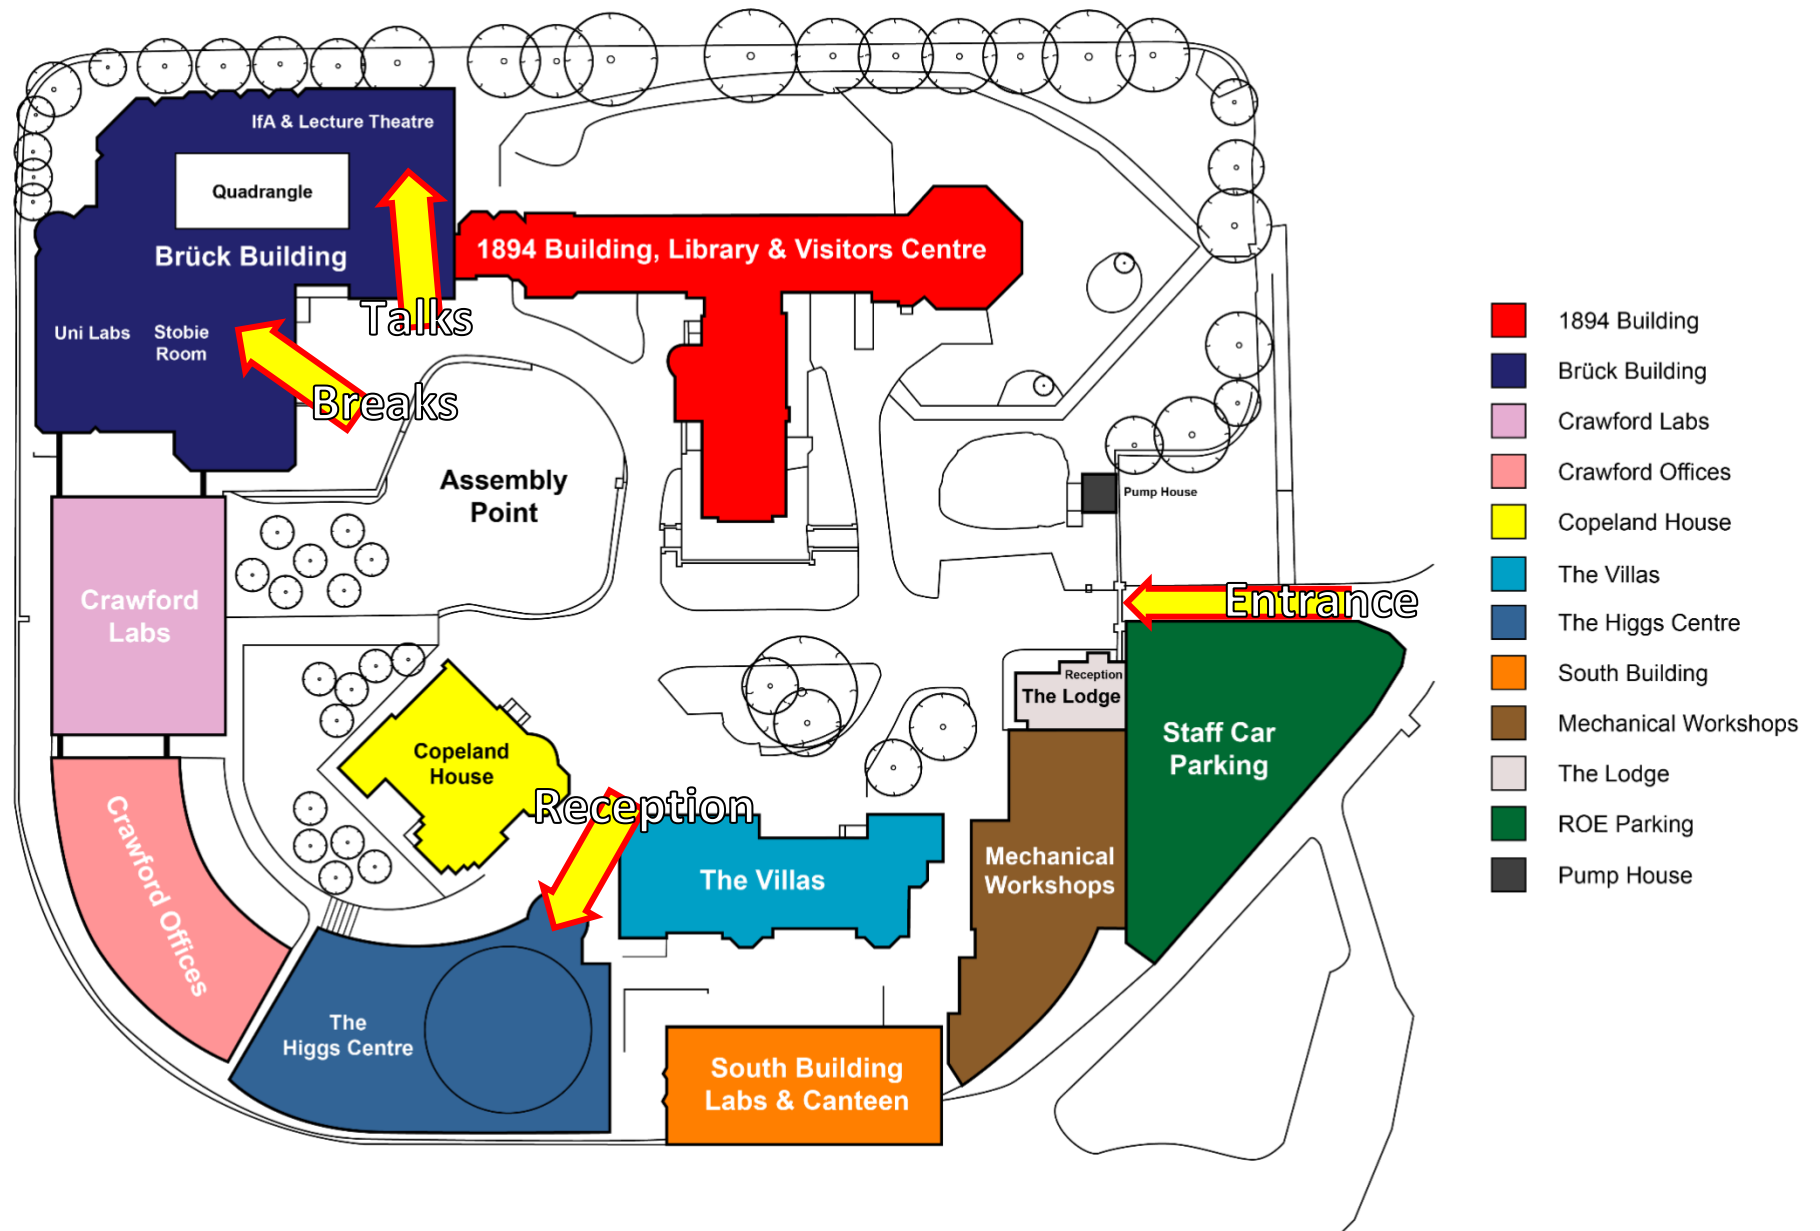 IfA & Lecture Theatre
Quadrangle
Brück Building
1894 Building, Library & Visitors Centre
Talks
Uni Labs
Stobie
Room
Breaks
Assembly
Point
Pump House
Crawford
Labs
Entrance
Reception
The Lodge
Staff Car
Parking
Copeland
House
Reception
Crawford Offices
The Villas
Mechanical
Workshops
The
Higgs Centre
South Building
Labs & Canteen
1894 Building
Brück Building
Crawford Labs
Crawford Offices
Copeland House
The Villas
The Higgs Centre
South Building
Mechanical Workshops
The Lodge
ROE Parking
Pump House